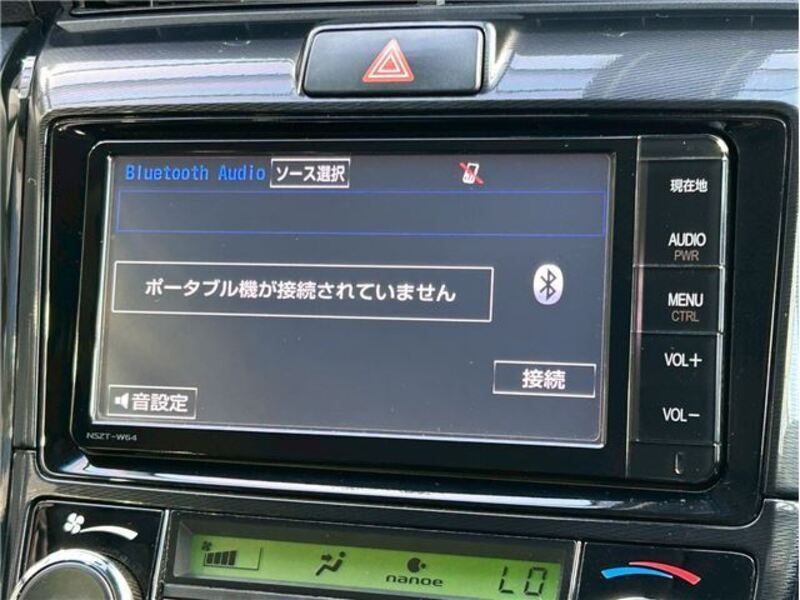 Bluetooth Audio ソース選択
ポータブル機が接続されていません
接続
音設定
NSZT-W64
現在地
AUDIO
PWR
MENU
CTRL
VOL+
VOL-
nanoe
LO